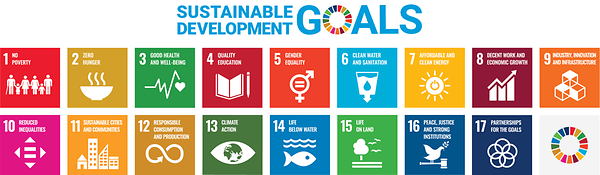 SUSTAINABLE
DEVELOPMENT
GOALS
1 NO
POVERTY
2 ZERO
HUNGER
3 GOOD HEALTH
AND WELL-BEING
4 QUALITY
EDUCATION
5 GENDER
EQUALITY
6 CLEAN WATER
AND SANITATION
7 AFFORDABLE AND
CLEAN ENERGY
8 DECENT WORK AND
ECONOMIC GROWTH
9 INDUSTRY, INNOVATION
AND INFRASTRUCTURE
10 REDUCED
INEQUALITIES
11 SUSTAINABLE CITIES
AND COMMUNITIES
12 RESPONSIBLE
CONSUMPTION
AND PRODUCTION
13 CLIMATE
ACTION
14 LIFE
BELOW WATER
15 LIFE
ON LAND
16 PEACE, JUSTICE
AND STRONG
INSTITUTIONS
17 PARTNERSHIPS
FOR THE GOALS